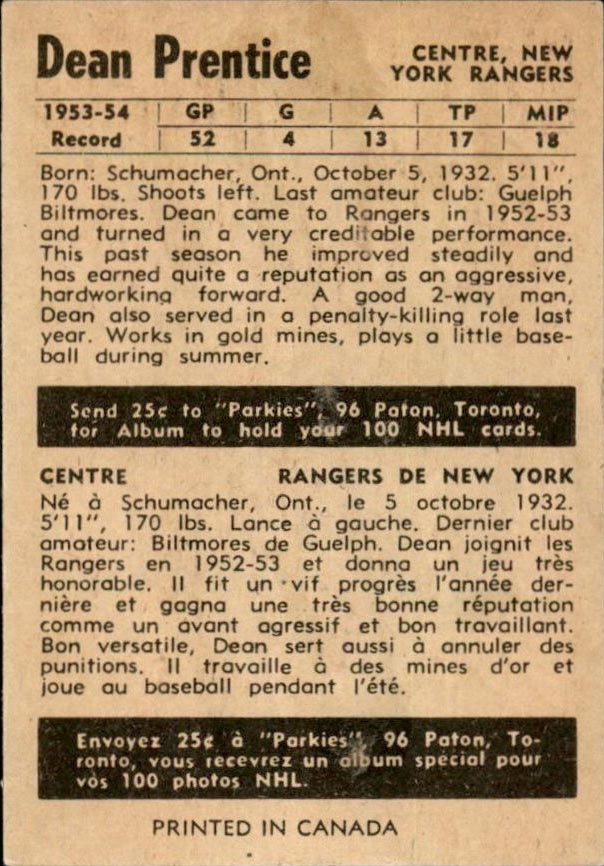 Dean Prentice
CENTRE, NEW
YORK RANGERS
1953-54 | GP | G | A | TP | MIP
Record | 52 | 4 | 13 | 17 | 18
Born: Schumacher, Ont., October 5, 1932. 5'11",
170 lbs. Shoots left. Last amateur club: Guelph
Biltmores. Dean came to Rangers in 1952-53
and turned in a very creditable performance.
This past season he improved steadily and
has earned quite a reputation as an aggressive,
hardworking forward. A good 2-way man,
Dean also served in a penalty-killing role last
year. Works in gold mines, plays a little base-
ball during summer.
Send 25¢ to "Parkies", 96 Paton, Toronto,
for Album to hold your 100 NHL cards.
CENTRE RANGERS DE NEW YORK
Né à Schumacher, Ont., le 5 octobre 1932.
5'11", 170 lbs. Lance à gauche. Dernier club
amateur: Biltmores de Guelph. Dean joignit les
Rangers en 1952-53 et donna un jeu très
honorable. Il fit un vif progrès l'année der-
nière et gagna une très bonne réputation
comme un avant agressif et bon travaillant.
Bon versatile, Dean sert aussi à annuler des
punitions. Il travaille à des mines d'or et
joue au baseball pendant l'été.
Envoyez 25¢ à "Parkies", 96 Paton, To-
ronto, vous recevrez un album spécial pour
vos 100 photos NHL.
PRINTED IN CANADA